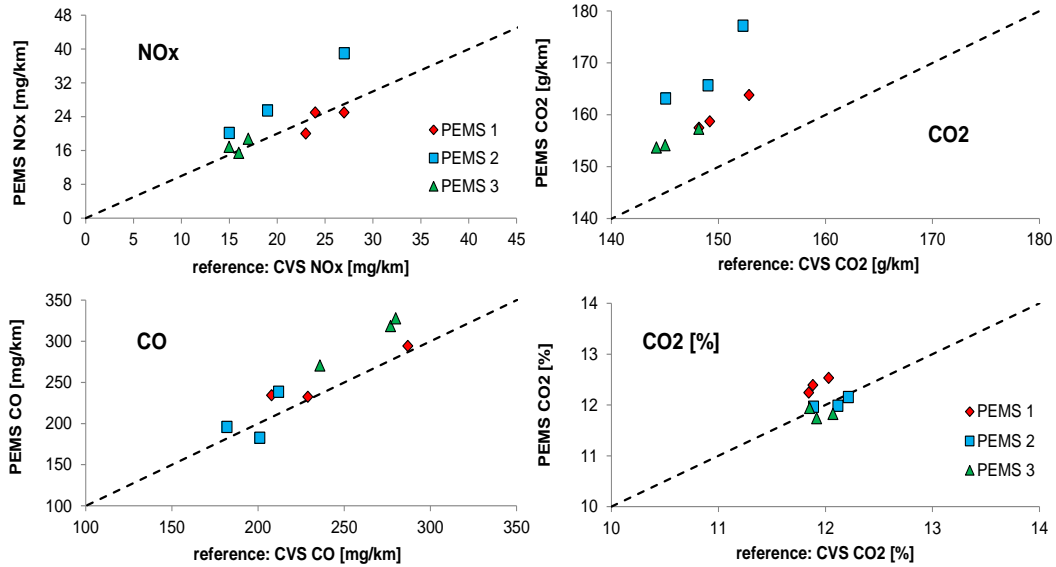 NOx
PEMS NOx [mg/km]
48
40
32
24
16
8
0
0 5 10 15 20 25 30 35 40 45
reference: CVS NOx [mg/km]
PEMS 1
PEMS 2
PEMS 3
CO2
PEMS CO2 [g/km]
180
170
160
150
140
140 150 160 170 180
reference: CVS CO2 [g/km]
CO
PEMS CO [mg/km]
350
300
250
200
150
100
100 150 200 250 300 350
reference: CVS CO [mg/km]
CO2 [%]
PEMS CO2 [%]
14
13
12
11
10
10 11 12 13 14
reference: CVS CO2 [%]
PEMS 1
PEMS 2
PEMS 3